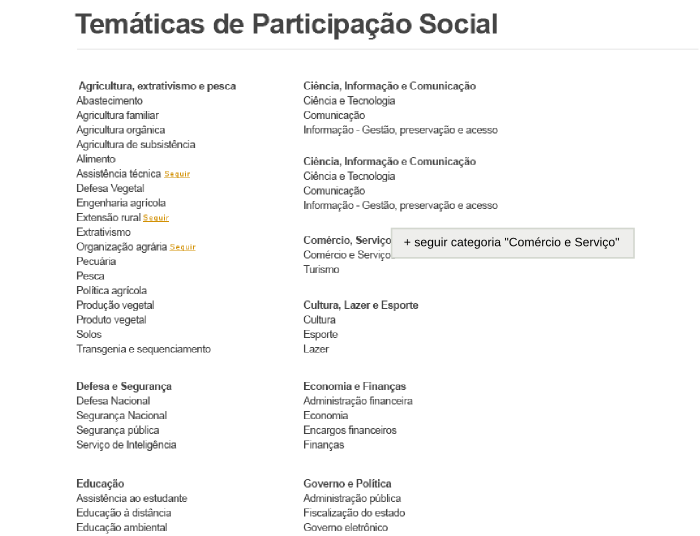 Temáticas de Participação Social
Agricultura, extrativismo e pesca
Abastecimento
Agricultura familiar
Agricultura orgânica
Agricultura de subsistência
Alimento
Assistência técnica Seguir
Defesa Vegetal
Engenharia agrícola
Extensão rural Seguir
Extrativismo
Organização agrária Seguir
Pecuária
Pesca
Política agrícola
Produção vegetal
Produto vegetal
Solos
Transgenia e sequenciamento
Defesa e Segurança
Defesa Nacional
Segurança Nacional
Segurança pública
Serviço de Inteligência
Educação
Assistência ao estudante
Educação à distância
Educação ambiental
Ciência, Informação e Comunicação
Ciência e Tecnologia
Comunicação
Informação - Gestão, preservação e acesso
Ciência, Informação e Comunicação
Ciência e Tecnologia
Comunicação
Informação - Gestão, preservação e acesso
Comércio, Serviço
+ seguir categoria "Comércio e Serviço"
Comércio e Serviço
Turismo
Cultura, Lazer e Esporte
Cultura
Esporte
Lazer
Economia e Finanças
Administração financeira
Economia
Encargos financeiros
Finanças
Governo e Política
Administração pública
Fiscalização do estado
Governo eletrônico